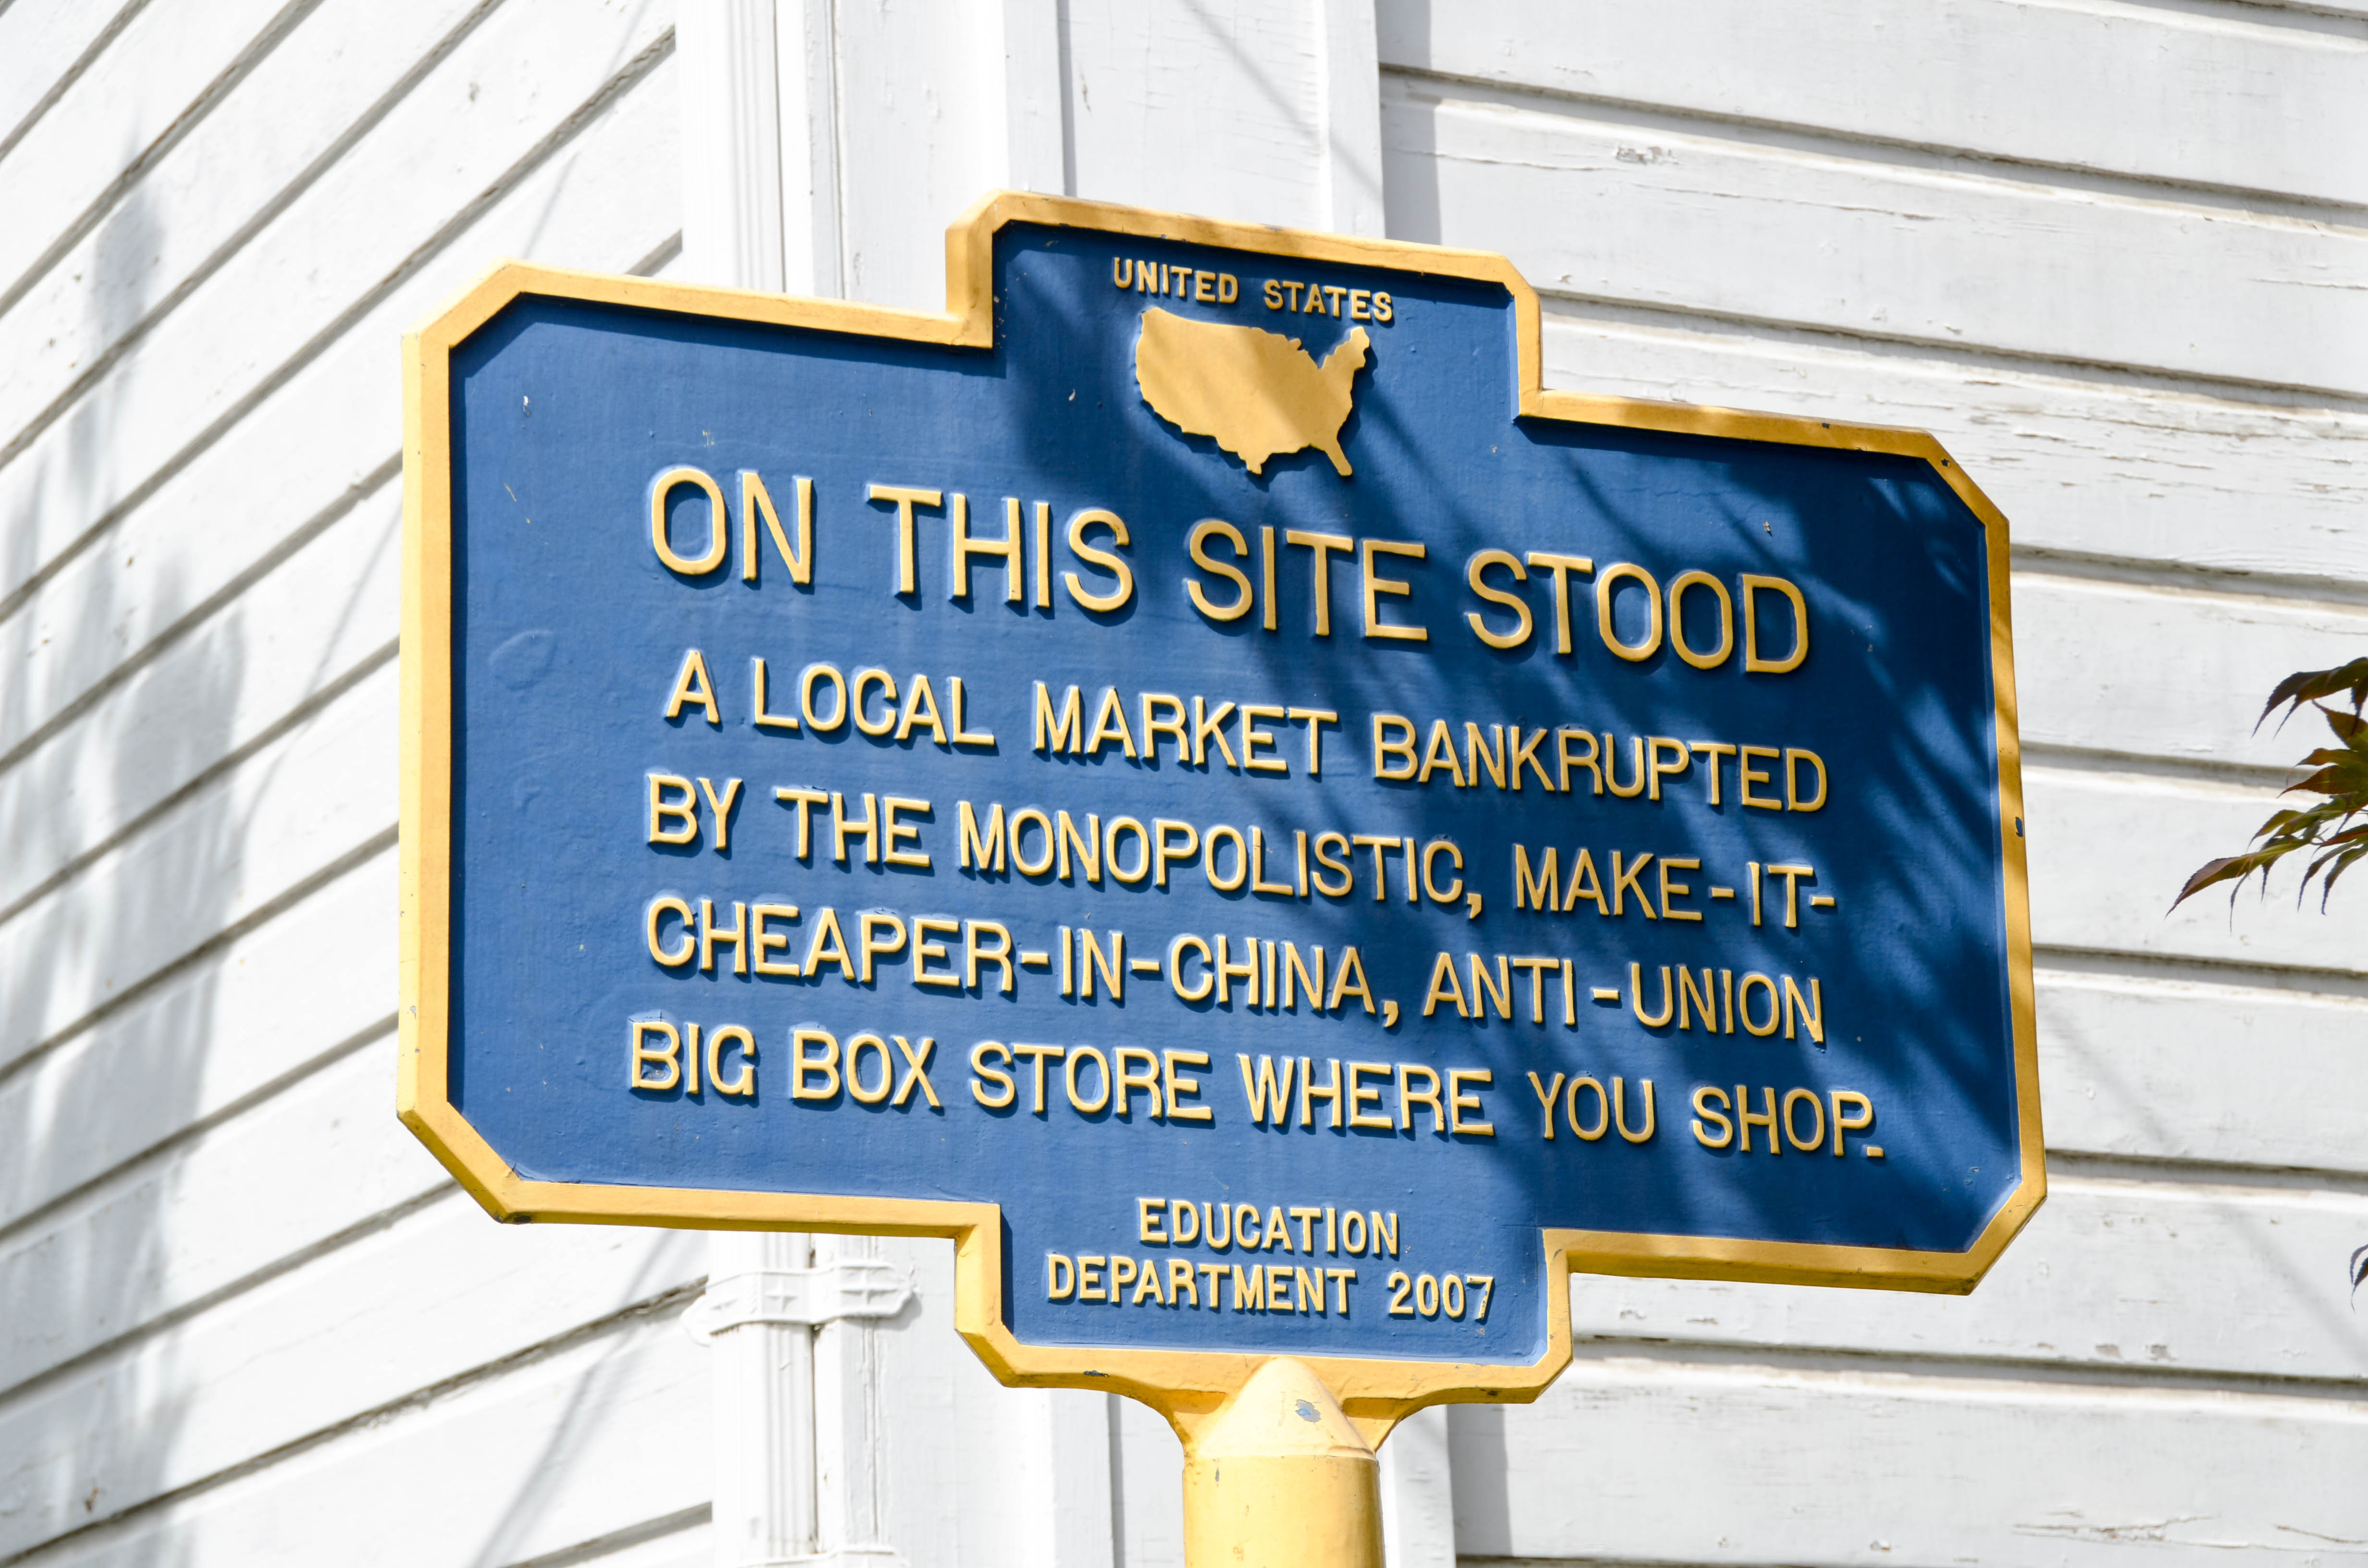 UNITED STATES
ON THIS SITE STOOD
A LOCAL MARKET BANKRUPTED
BY THE MONOPOLISTIC, MAKE-IT-
CHEAPER-IN-CHINA, ANTI-UNION
BIG BOX STORE WHERE YOU SHOP.
EDUCATION
DEPARTMENT 2007